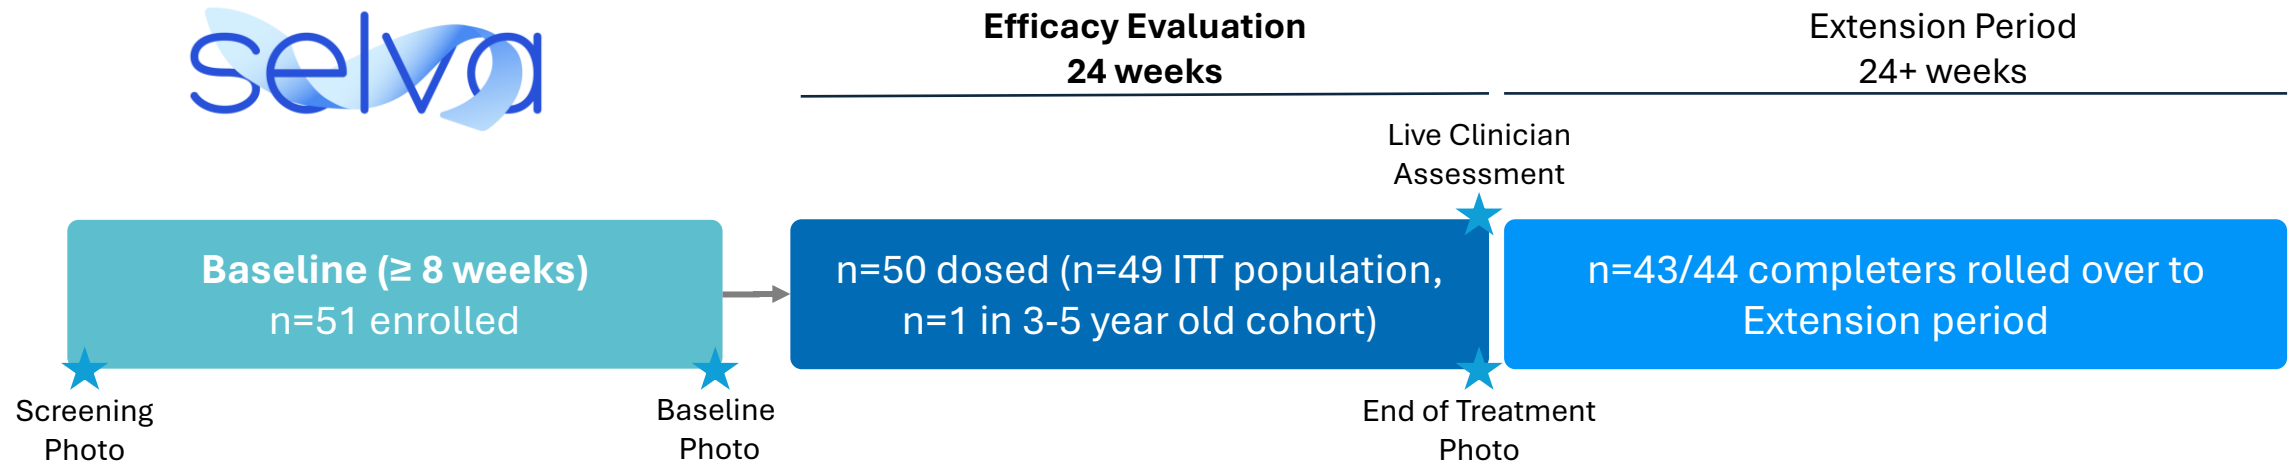 selva
Efficacy Evaluation
24 weeks
Extension Period
24+ weeks
Live Clinician
Assessment
Baseline (≥ 8 weeks)
n=51 enrolled
n=50 dosed (n=49 ITT population,
n=1 in 3-5 year old cohort)
n=43/44 completers rolled over to
Extension period
Screening
Photo
Baseline
Photo
End of Treatment
Photo